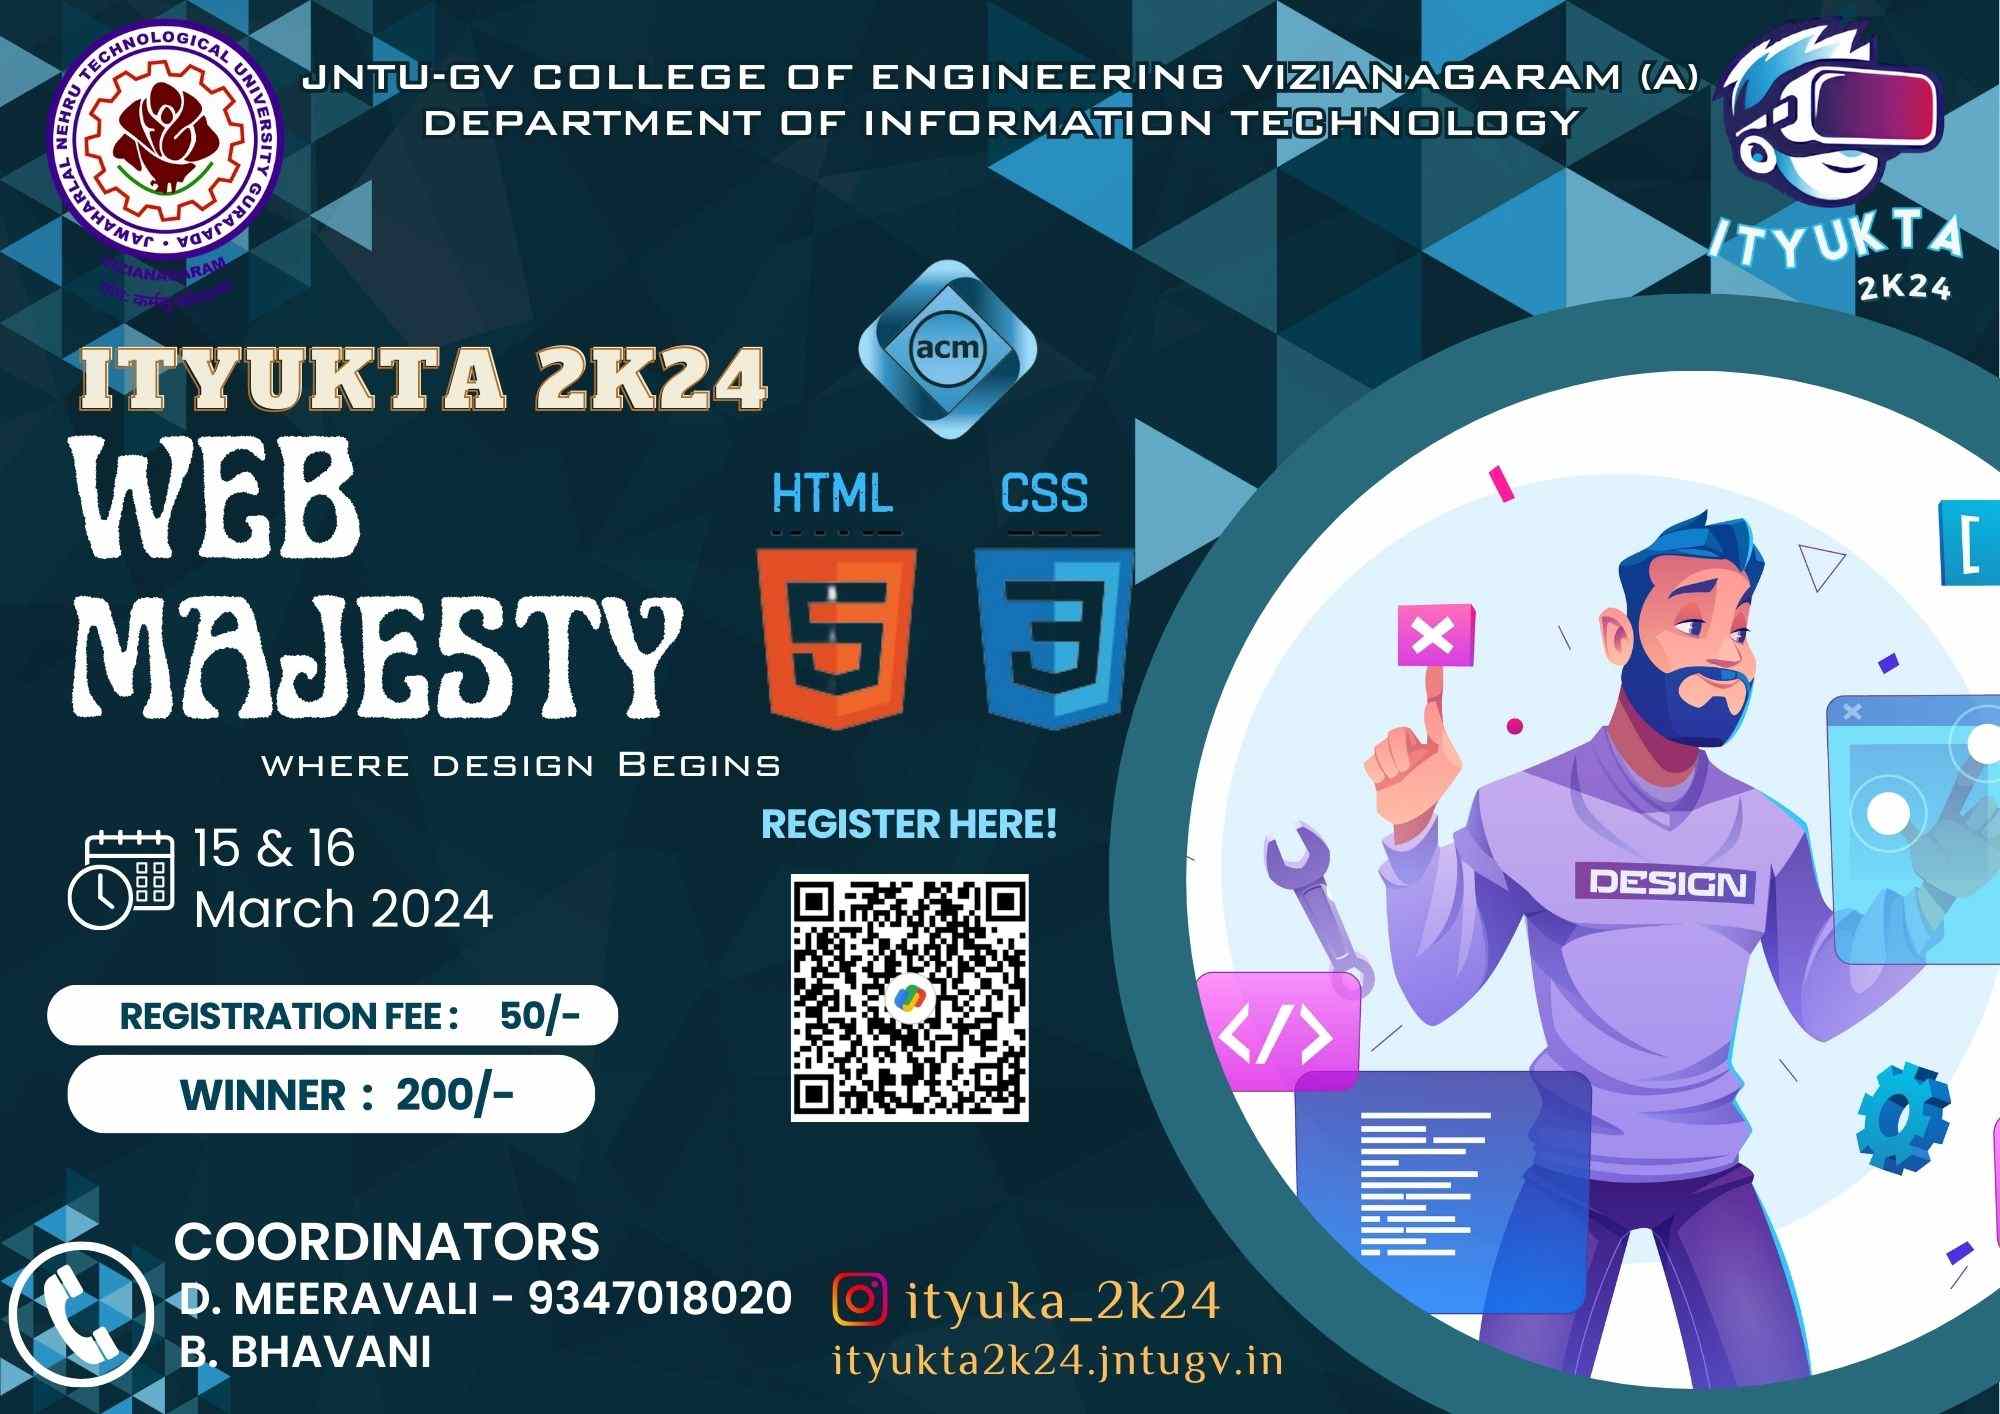 JNTU-GV COLLEGE OF ENGINEERING VIZIANAGARAM (A)
DEPARTMENT OF INFORMATION TECHNOLOGY
JAWAHARLAL NEHRU TECHNOLOGICAL UNIVERSITY GURAJADA
VIZIANAGARAM
ITYUKTA
2K24
acm
ITYUKTA 2K24
WEB
MAJESTY
WHERE DESIGN BEGINS
HTML
CSS
5
3
15 & 16
March 2024
REGISTER HERE!
REGISTRATION FEE : 50/-
WINNER : 200/-
DESIGN
[
</>
COORDINATORS
D. MEERAVALI - 9347018020
B. BHAVANI
ityuka_2k24
ityukta2k24.jntugv.in